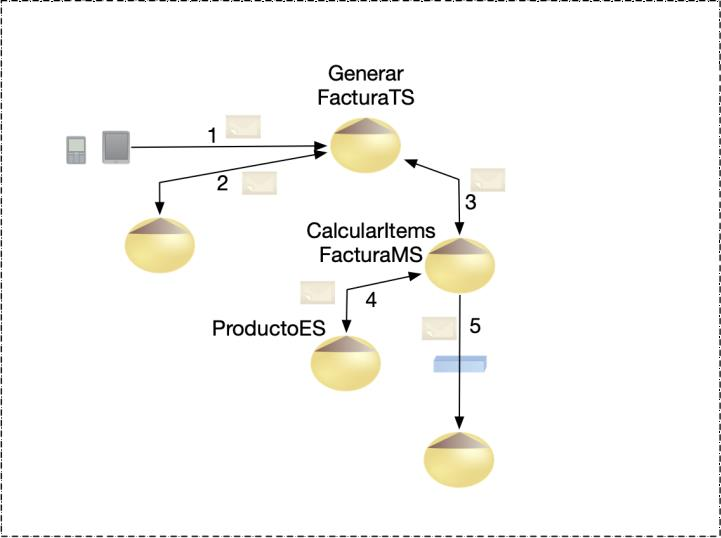 Generar
FacturaTS
1
2
3
CalcularItems
FacturaMS
4
5
ProductoES